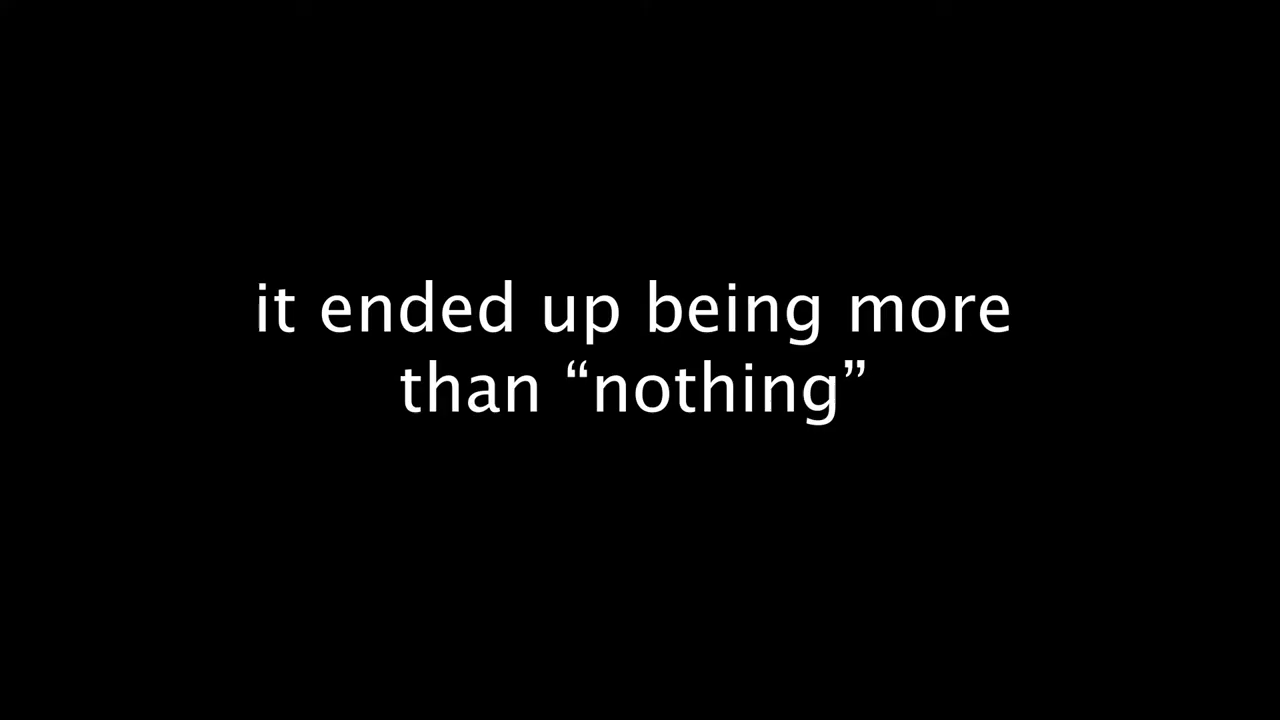 it ended up being more
than “nothing”